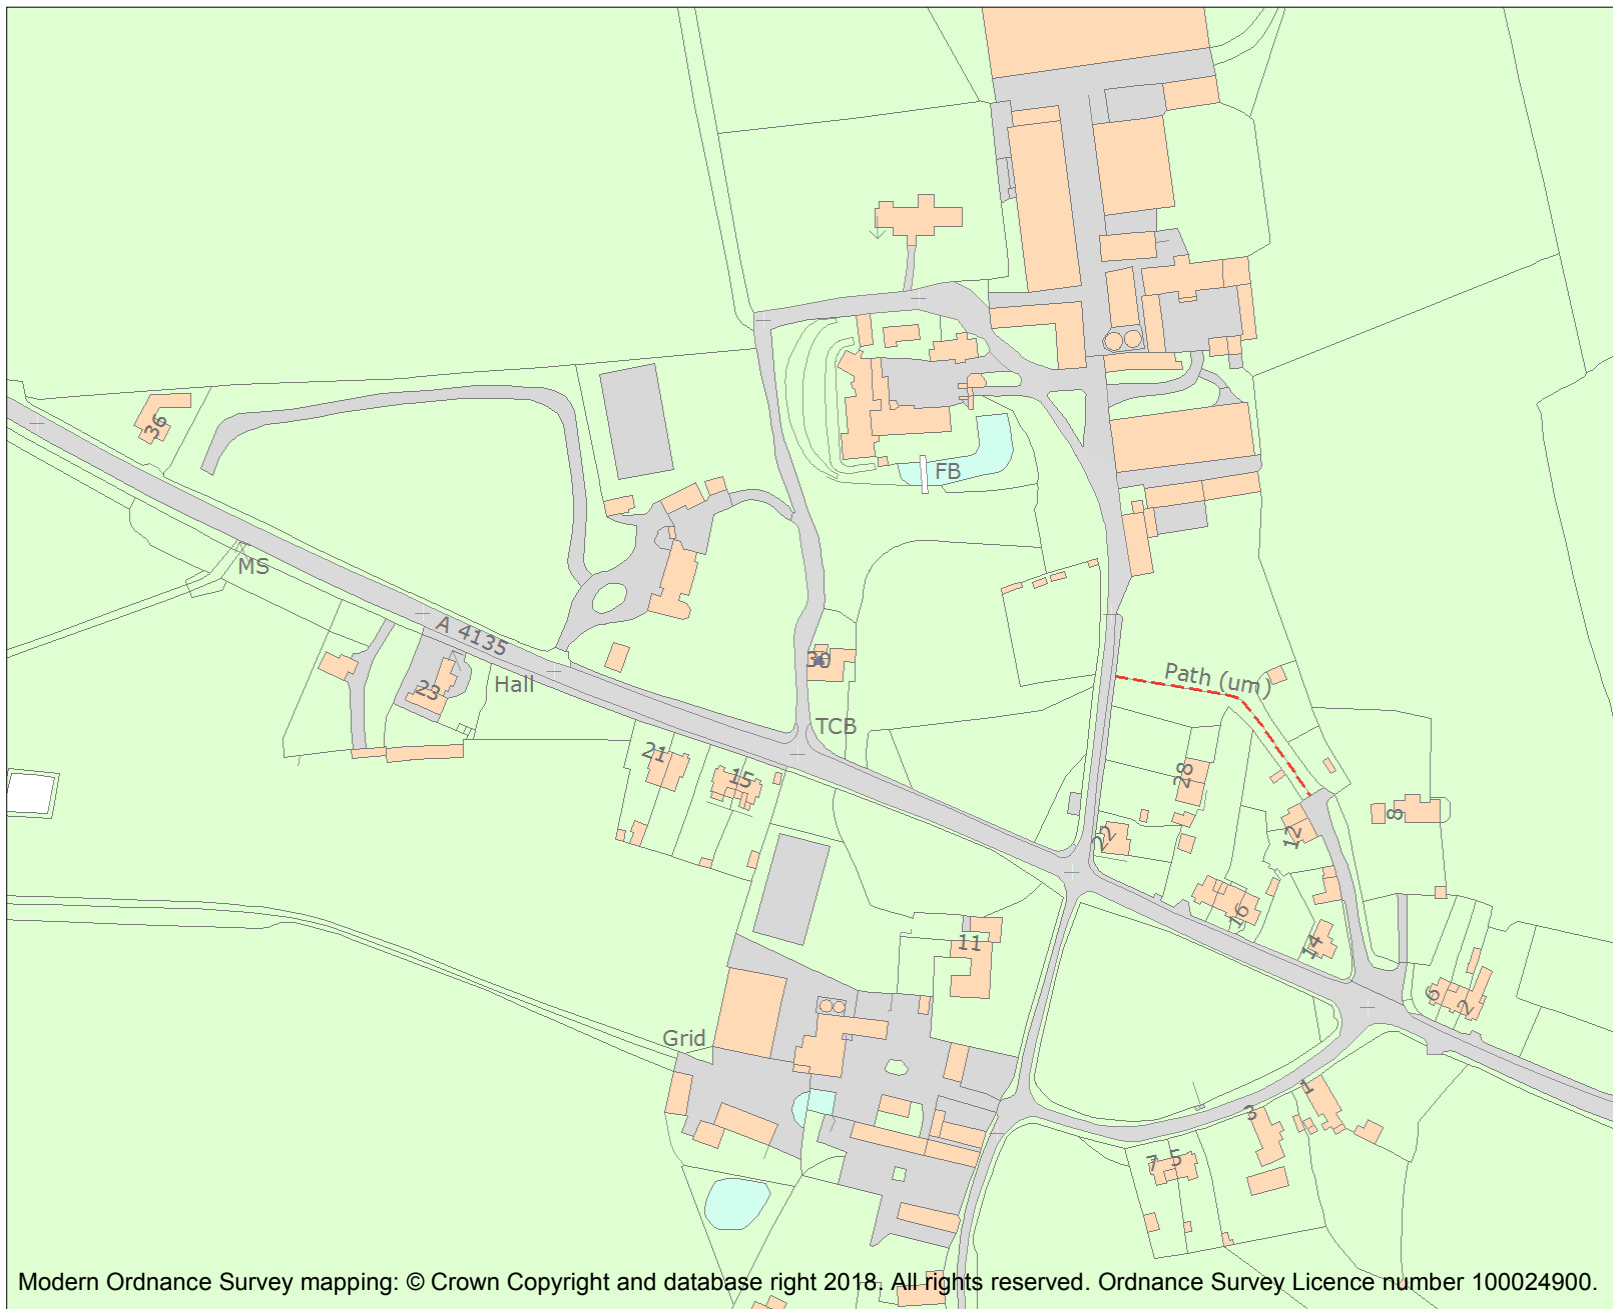 36
FB
MS
A 4135
23
Hall
30
Path (um)
TCB
21
15
28
22
8
12
16
14
11
6
2
Grid
1
3
7
5
Modern Ordnance Survey mapping: © Crown Copyright and database right 2018. All rights reserved. Ordnance Survey Licence number 100024900.